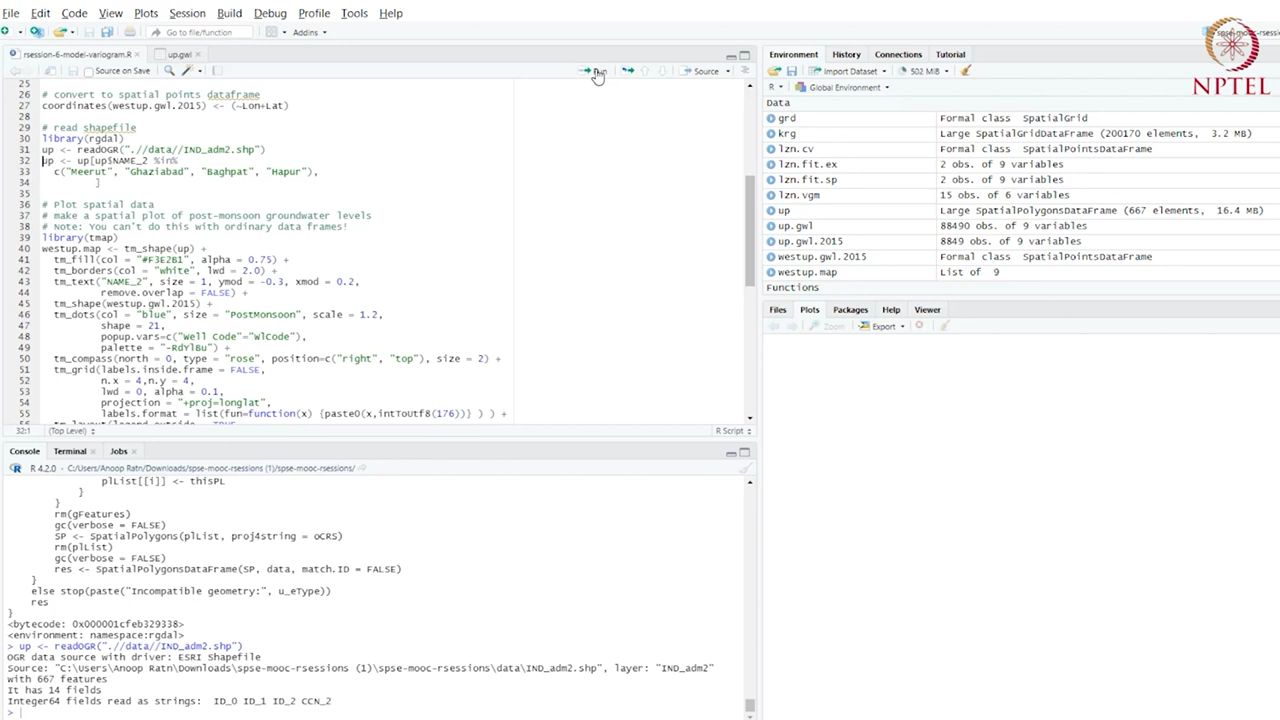 File Edit Code View Plots Session Build Debug Profile Tools Help
Go to file/function Addins
rsession-6-model-variogram.R up.gwl
Source on Save Run Source
25
26 # convert to spatial points dataframe
27 coordinates(westup.gwl.2015) <- (~Lon+Lat)
28
29 # read shapefile
30 library(rgdal)
31 up <- readOGR(".//data//IND_adm2.shp")
32 up <- up[up$NAME_2 %in%
33 c("Meerut", "Ghaziabad", "Baghpat", "Hapur"),
34 ]
35
36 # Plot spatial data
37 # make a spatial plot of post-monsoon groundwater levels
38 # Note: You can't do this with ordinary data frames!
39 library(tmap)
40 westup.map <- tm_shape(up) +
41 tm_fill(col = "#F3E2B1", alpha = 0.75) +
42 tm_borders(col = "white", lwd = 2.0) +
43 tm_text("NAME_2", size = 1, ymod = -0.3, xmod = 0.2,
44 remove.overlap = FALSE) +
45 tm_shape(westup.gwl.2015) +
46 tm_dots(col = "blue", size = "PostMonsoon", scale = 1.2,
47 shape = 21,
48 popup.vars=c("Well Code"="WlCode"),
49 palette = "-RdYlBu") +
50 tm_compass(north = 0, type = "rose", position=c("right", "top"), size = 2) +
51 tm_grid(labels.inside.frame = FALSE,
52 n.x = 4,n.y = 4,
53 lwd = 0, alpha = 0.1,
54 projection = "+proj=longlat",
55 labels.format = list(fun=function(x) {paste0(x,intToUtf8(176))} ) ) +
32:1 (Top Level) R Script
Console Terminal Jobs
R 4.2.0 · C:/Users/Anoop Ratn/Downloads/spse-mooc-rsessions (1)/spse-mooc-rsessions/
plList[[i]] <- thisPL
}
}
rm(gFeatures)
gc(verbose = FALSE)
SP <- SpatialPolygons(plList, proj4string = oCRS)
rm(plList)
gc(verbose = FALSE)
res <- SpatialPolygonsDataFrame(SP, data, match.ID = FALSE)
}
else stop(paste("Incompatible geometry:", u_eType))
res
}
<bytecode: 0x000001cfeb329338>
<environment: namespace:rgdal>
> up <- readOGR(".//data//IND_adm2.shp")
OGR data source with driver: ESRI Shapefile
Source: "C:\Users\Anoop Ratn\Downloads\spse-mooc-rsessions (1)\spse-mooc-rsessions\data\IND_adm2.shp", layer: "IND_adm2"
with 667 features
It has 14 fields
Integer64 fields read as strings: ID_0 ID_1 ID_2 CCN_2
>
Environment History Connections Tutorial
Import Dataset 502 MiB
R Global Environment
Data
grd Formal class SpatialGrid
krg Large SpatialGridDataFrame (200170 elements, 3.2 MB)
lzn.cv Formal class SpatialPointsDataFrame
lzn.fit.ex 2 obs. of 9 variables
lzn.fit.sp 2 obs. of 9 variables
lzn.vgm 15 obs. of 6 variables
up Large SpatialPolygonsDataFrame (667 elements, 16.4 MB)
up.gwl 88490 obs. of 9 variables
up.gwl.2015 8849 obs. of 9 variables
westup.gwl.2015 Formal class SpatialPointsDataFrame
westup.map List of 9
Functions
Files Plots Packages Help Viewer
Zoom Export
NPTEL